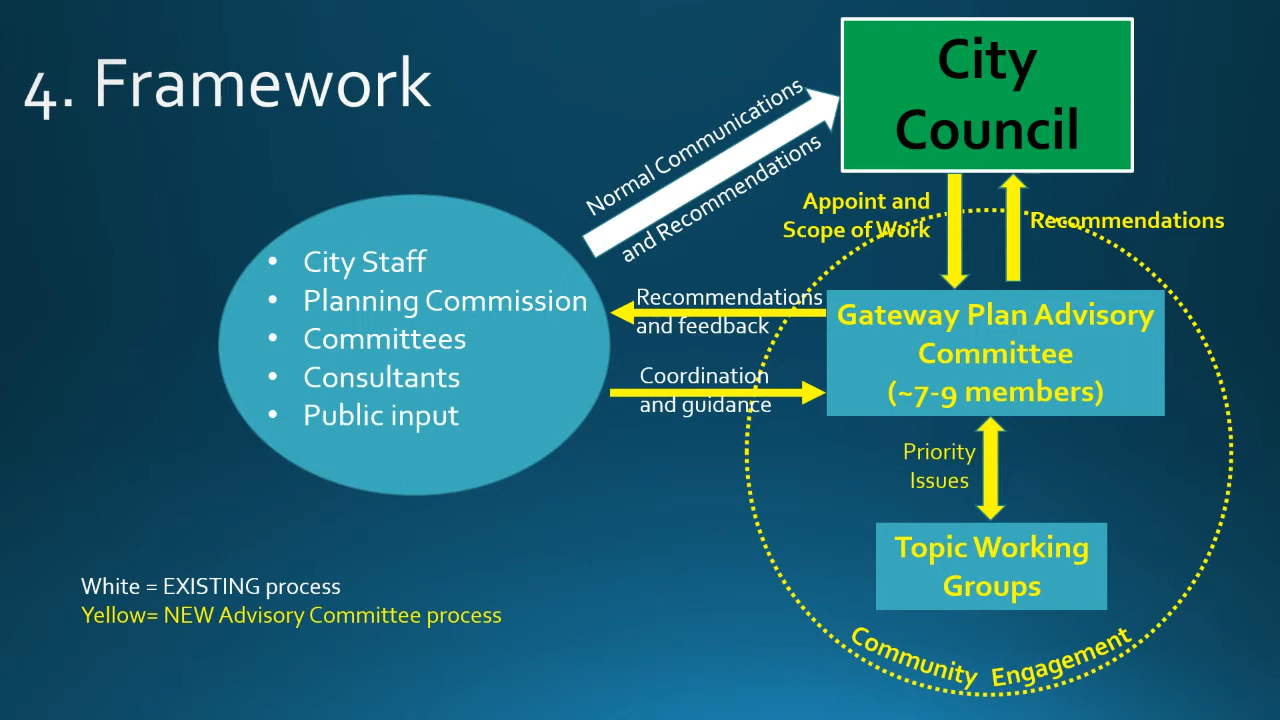 4. Framework
City
Council
Normal Communications
and Recommendations
Appoint and
Scope of Work
Recommendations
• City Staff
• Planning Commission
• Committees
• Consultants
• Public input
Recommendations
and feedback
Coordination
and guidance
Gateway Plan Advisory
Committee
(~7-9 members)
Priority
Issues
Topic Working
Groups
Community Engagement
White = EXISTING process
Yellow= NEW Advisory Committee process